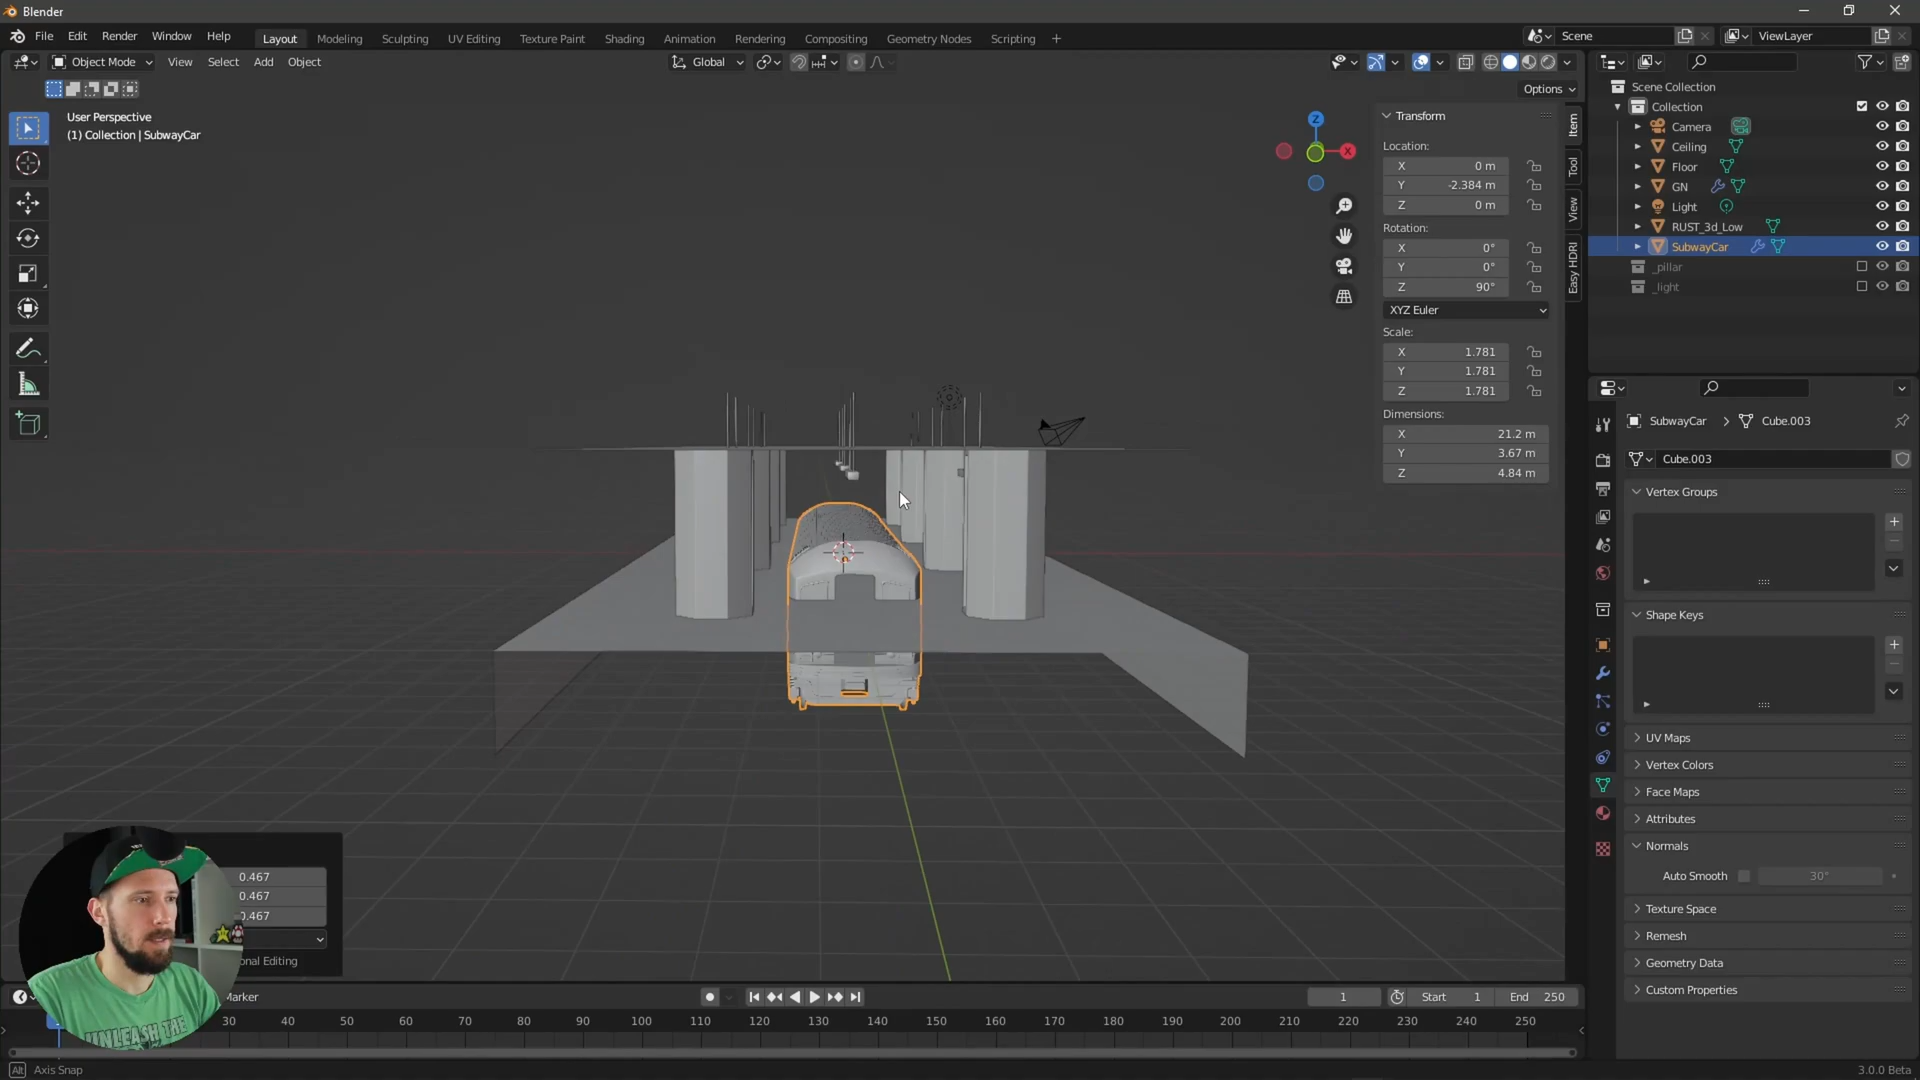 Blender
File Edit Render Window Help
Layout Modeling Sculpting UV Editing Texture Paint Shading Animation Rendering Compositing Geometry Nodes Scripting +
Scene
ViewLayer
Object Mode View Select Add Object
Global
Options
User Perspective
(1) Collection | SubwayCar
Z
X
Transform
Location:
X 0 m
Y -2.384 m
Z 0 m
Rotation:
X 0°
Y 0°
Z 90°
XYZ Euler
Scale:
X 1.781
Y 1.781
Z 1.781
Dimensions:
X 21.2 m
Y 3.67 m
Z 4.84 m
Item
Tool
View
Easy HDRI
Scene Collection
Collection
Camera
Ceiling
Floor
GN
Light
RUST_3d_Low
SubwayCar
_pillar
_light
SubwayCar > Cube.003
Cube.003
Vertex Groups
Shape Keys
UV Maps
Vertex Colors
Face Maps
Attributes
Normals
Auto Smooth 30°
Texture Space
Remesh
Geometry Data
Custom Properties
0.467
0.467
0.467
onal Editing
UNLEASH THE
Marker
1
Start 1
End 250
30 40 50 60 70 80 90 100 110 120 130 140 150 160 170 180 190 200 210 220 230 240 250
Alt Axis Snap
3.0.0 Beta